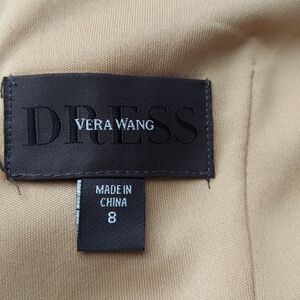 DRESS
VERA WANG
MADE IN
CHINA
8